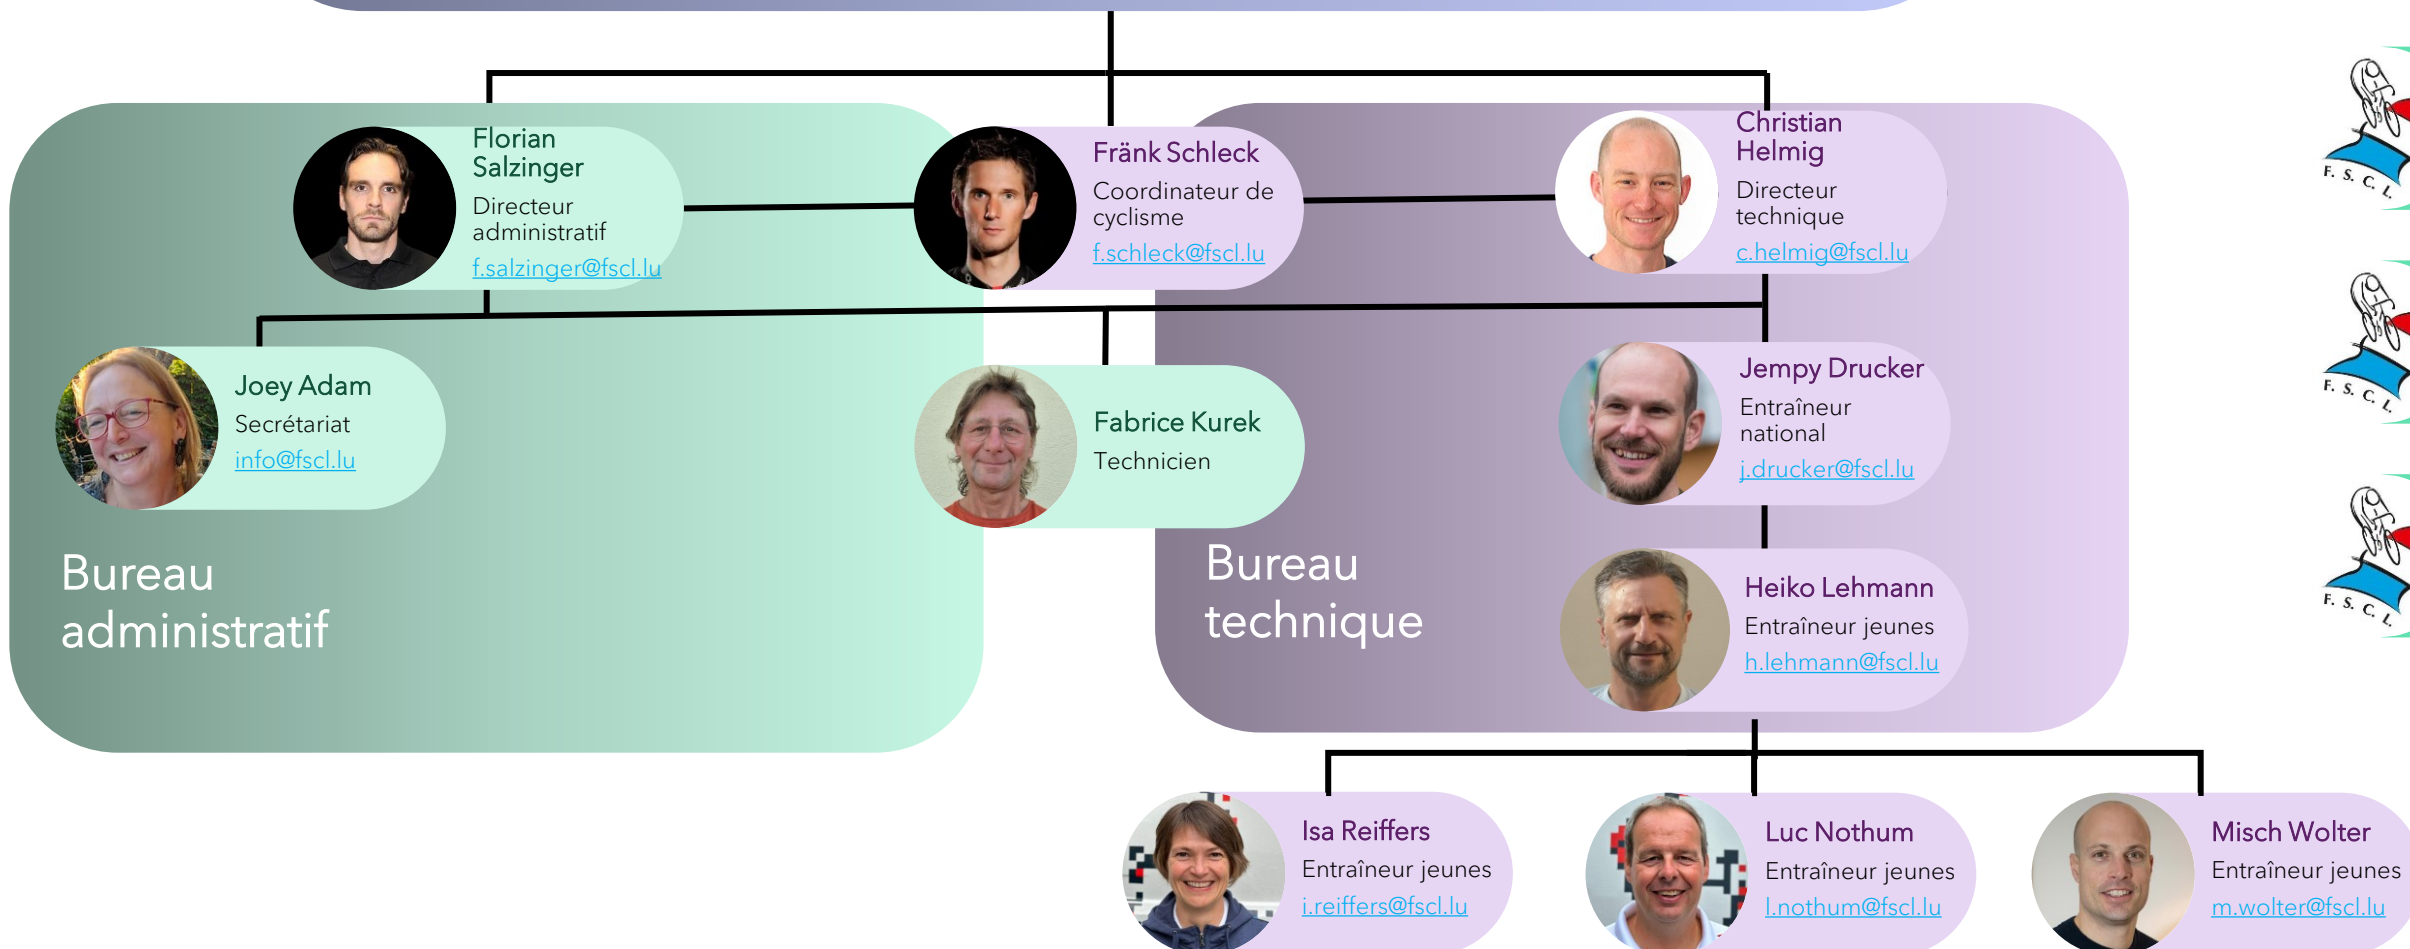 Florian
Salzinger
Directeur
administratif
f.salzinger@fscl.lu
Fränk Schleck
Coordinateur de
cyclisme
f.schleck@fscl.lu
Christian
Helmig
Directeur
technique
c.helmig@fscl.lu
F. S. C. L.
Joey Adam
Secrétariat
info@fscl.lu
Fabrice Kurek
Technicien
Jempy Drucker
Entraîneur
national
j.drucker@fscl.lu
F. S. C. L.
Bureau
administratif
Bureau
technique
Heiko Lehmann
Entraîneur jeunes
h.lehmann@fscl.lu
F. S. C. L.
Isa Reiffers
Entraîneur jeunes
i.reiffers@fscl.lu
Luc Nothum
Entraîneur jeunes
l.nothum@fscl.lu
Misch Wolter
Entraîneur jeunes
m.wolter@fscl.lu